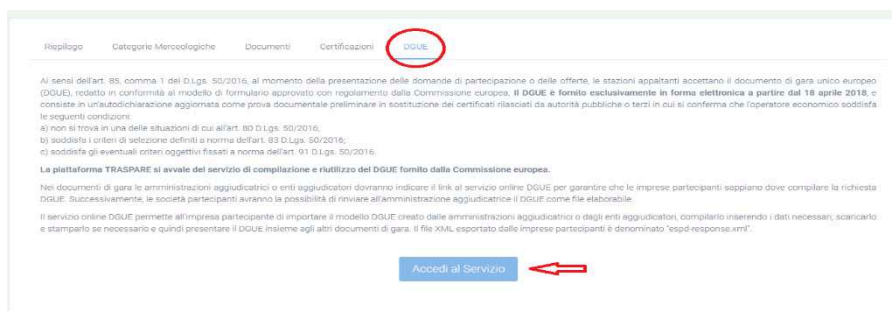 Riepilogo Categorie Merceologiche Documenti Certificazioni DGUE
Ai sensi dell'art. 85, comma 1 del D.Lgs. 50/2016, al momento della presentazione delle domande di partecipazione o delle offerte, le stazioni appaltanti accettano il documento di gara unico europeo
(DGUE), redatto in conformità al modello di formulario approvato con regolamento dalla Commissione europea. Il DGUE è fornito esclusivamente in forma elettronica a partire dal 18 aprile 2018, e
consiste in un'autodichiarazione aggiornata come prova documentale preliminare in sostituzione dei certificati rilasciati da autorità pubbliche o terzi in cui si conferma che l'operatore economico soddisfa
le seguenti condizioni:
a) non si trova in una delle situazioni di cui all'art. 80 D.Lgs. 50/2016;
b) soddisfa i criteri di selezione definiti a norma dell'art. 83 D.Lgs. 50/2016;
c) soddisfa gli eventuali criteri oggettivi fissati a norma dell'art. 91 D.Lgs. 50/2016.
La piattaforma TRASPARE si avvale del servizio di compilazione e riutilizzo del DGUE fornito dalla Commissione europea.
Nei documenti di gara le amministrazioni aggiudicatrici o enti aggiudicatori dovranno indicare il link al servizio online DGUE per garantire che le imprese partecipanti sappiano dove compilare la richiesta
DGUE. Successivamente, le società partecipanti avranno la possibilità di rinviare all'amministrazione aggiudicatrice il DGUE come file elaborabile.
Il servizio online DGUE permette all'impresa partecipante di importare il modello DGUE creato dalle amministrazioni aggiudicatrici o dagli enti aggiudicatori, compilarlo inserendo i dati necessari, scaricarlo
e stamparlo se necessario e quindi presentare il DGUE insieme agli altri documenti di gara. Il file XML esportato dalle imprese partecipanti è denominato "espd-response.xml".
Accedi al Servizio